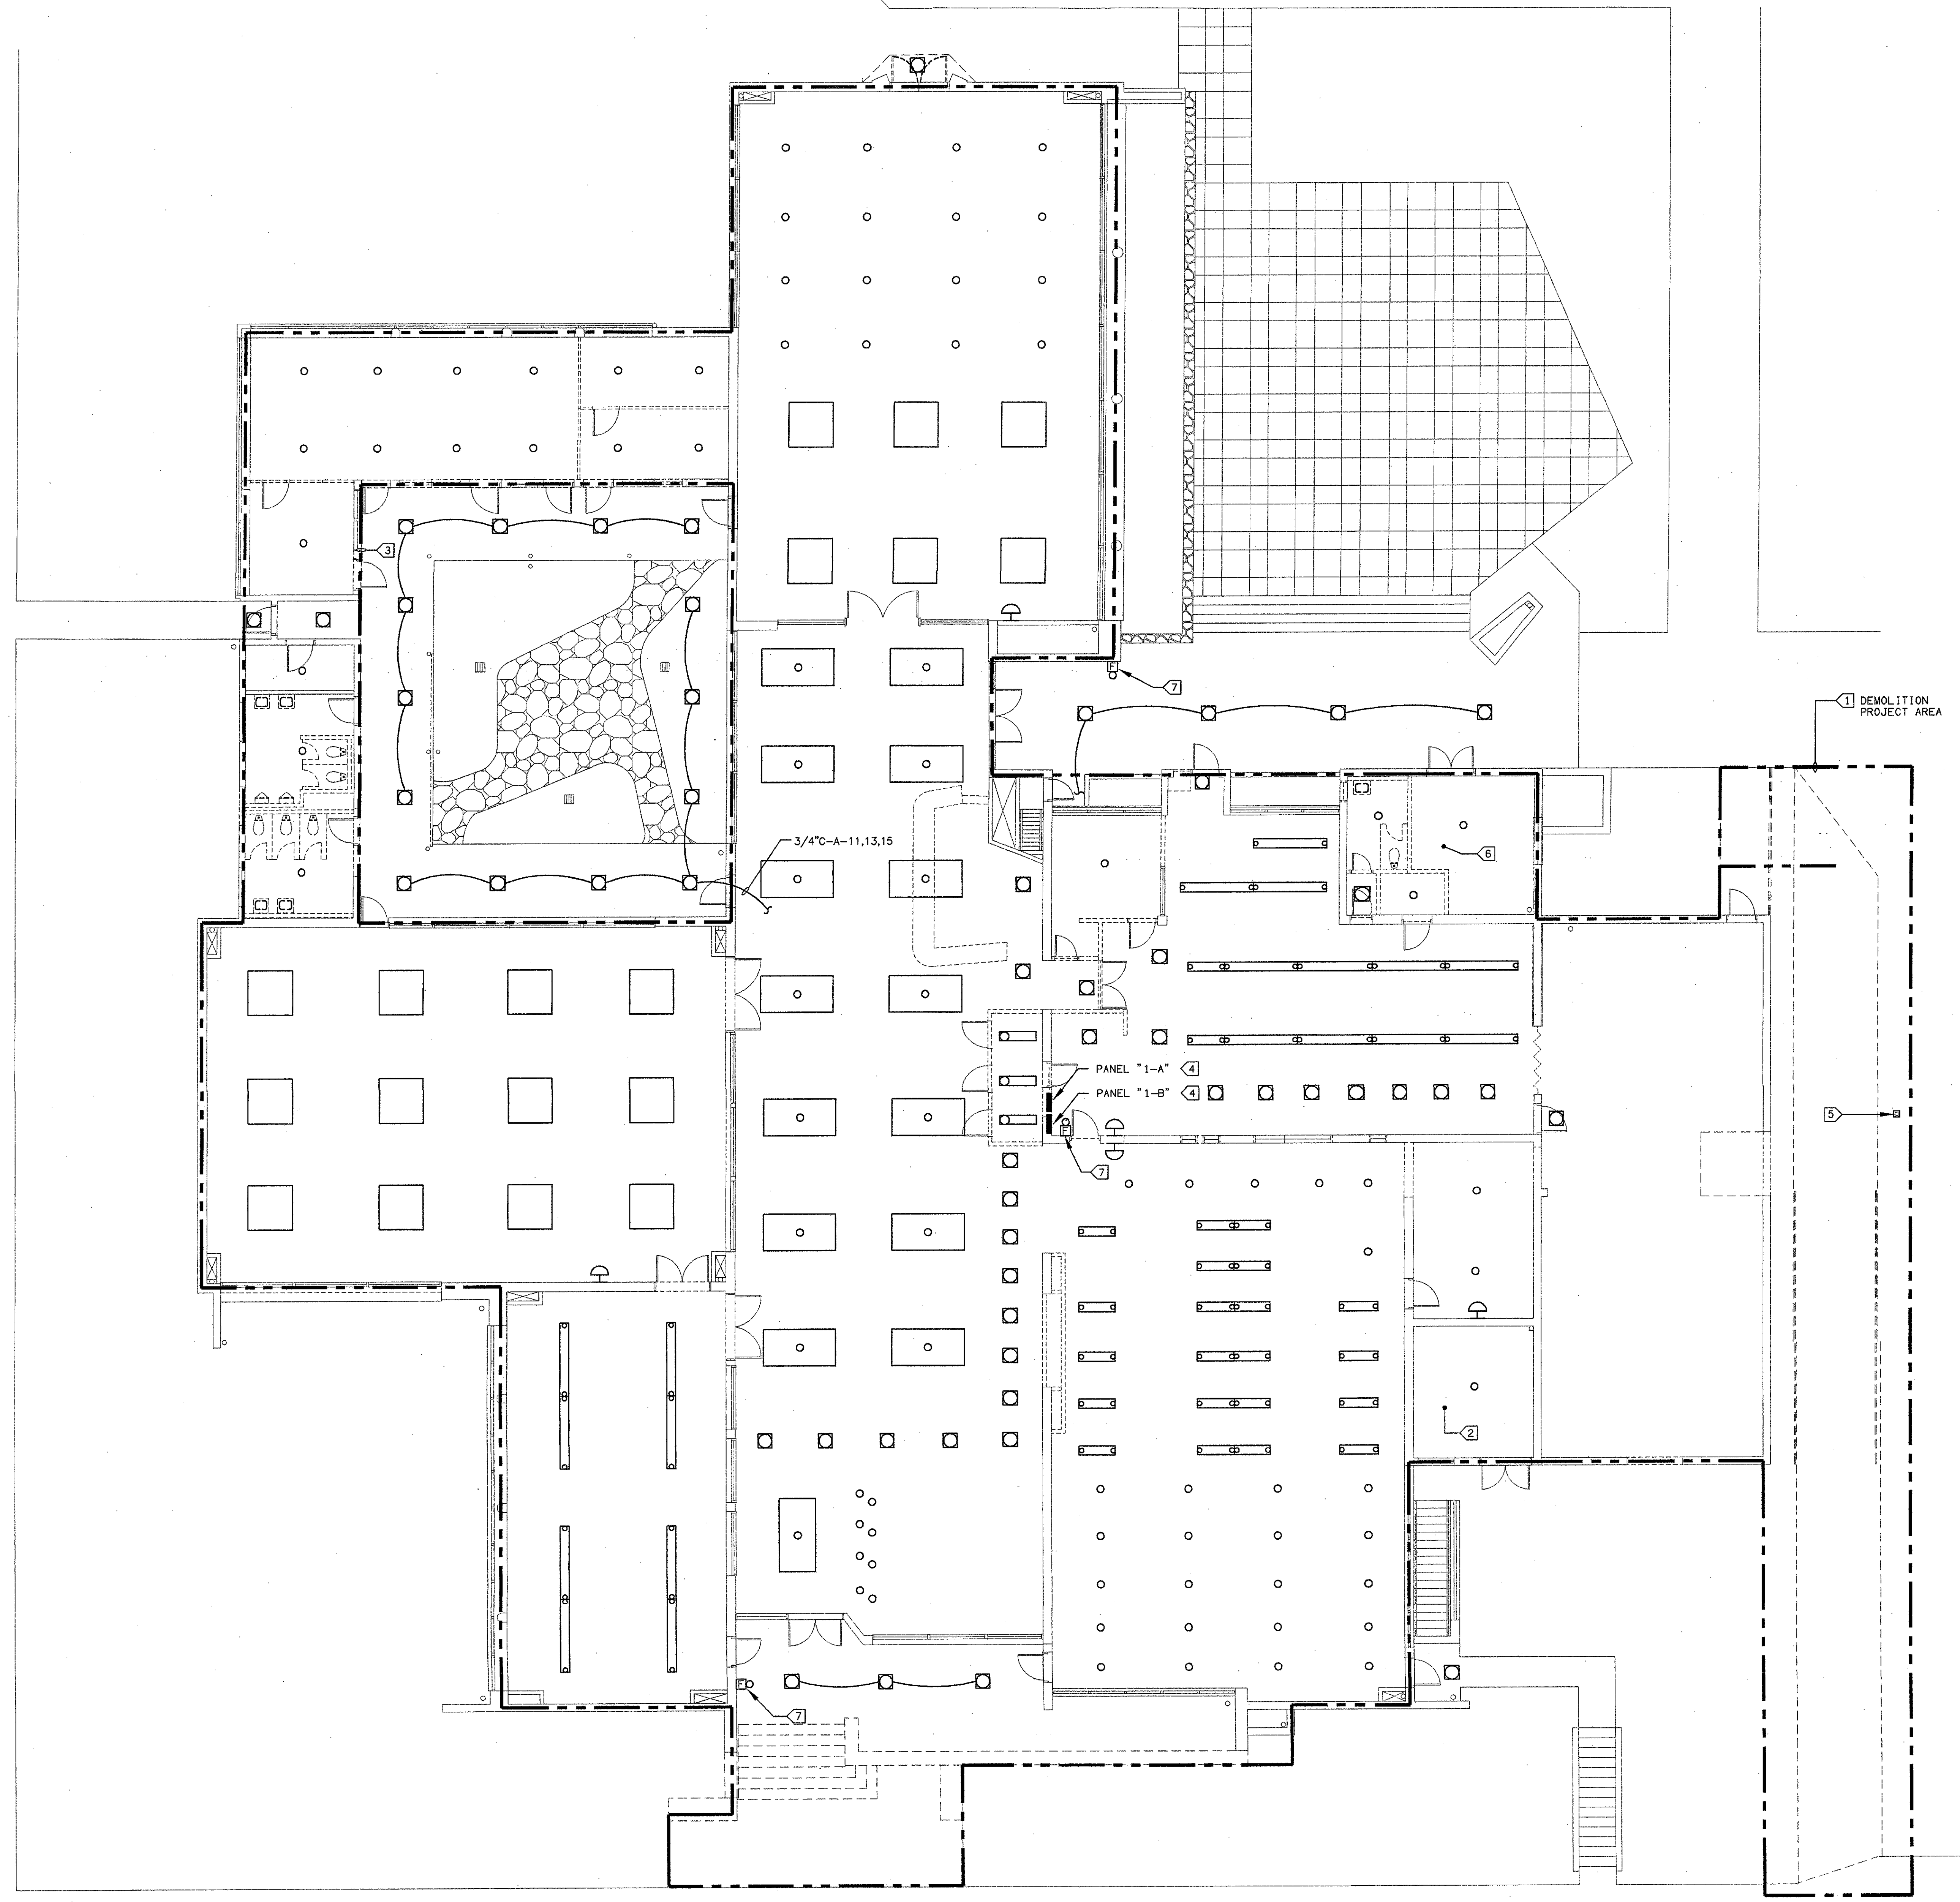 3
F
7
1 DEMOLITION
PROJECT AREA
3/4"C-A-11,13,15
6
PANEL "1-A" 4
PANEL "1-B" 4
5
F
7
2
F
7